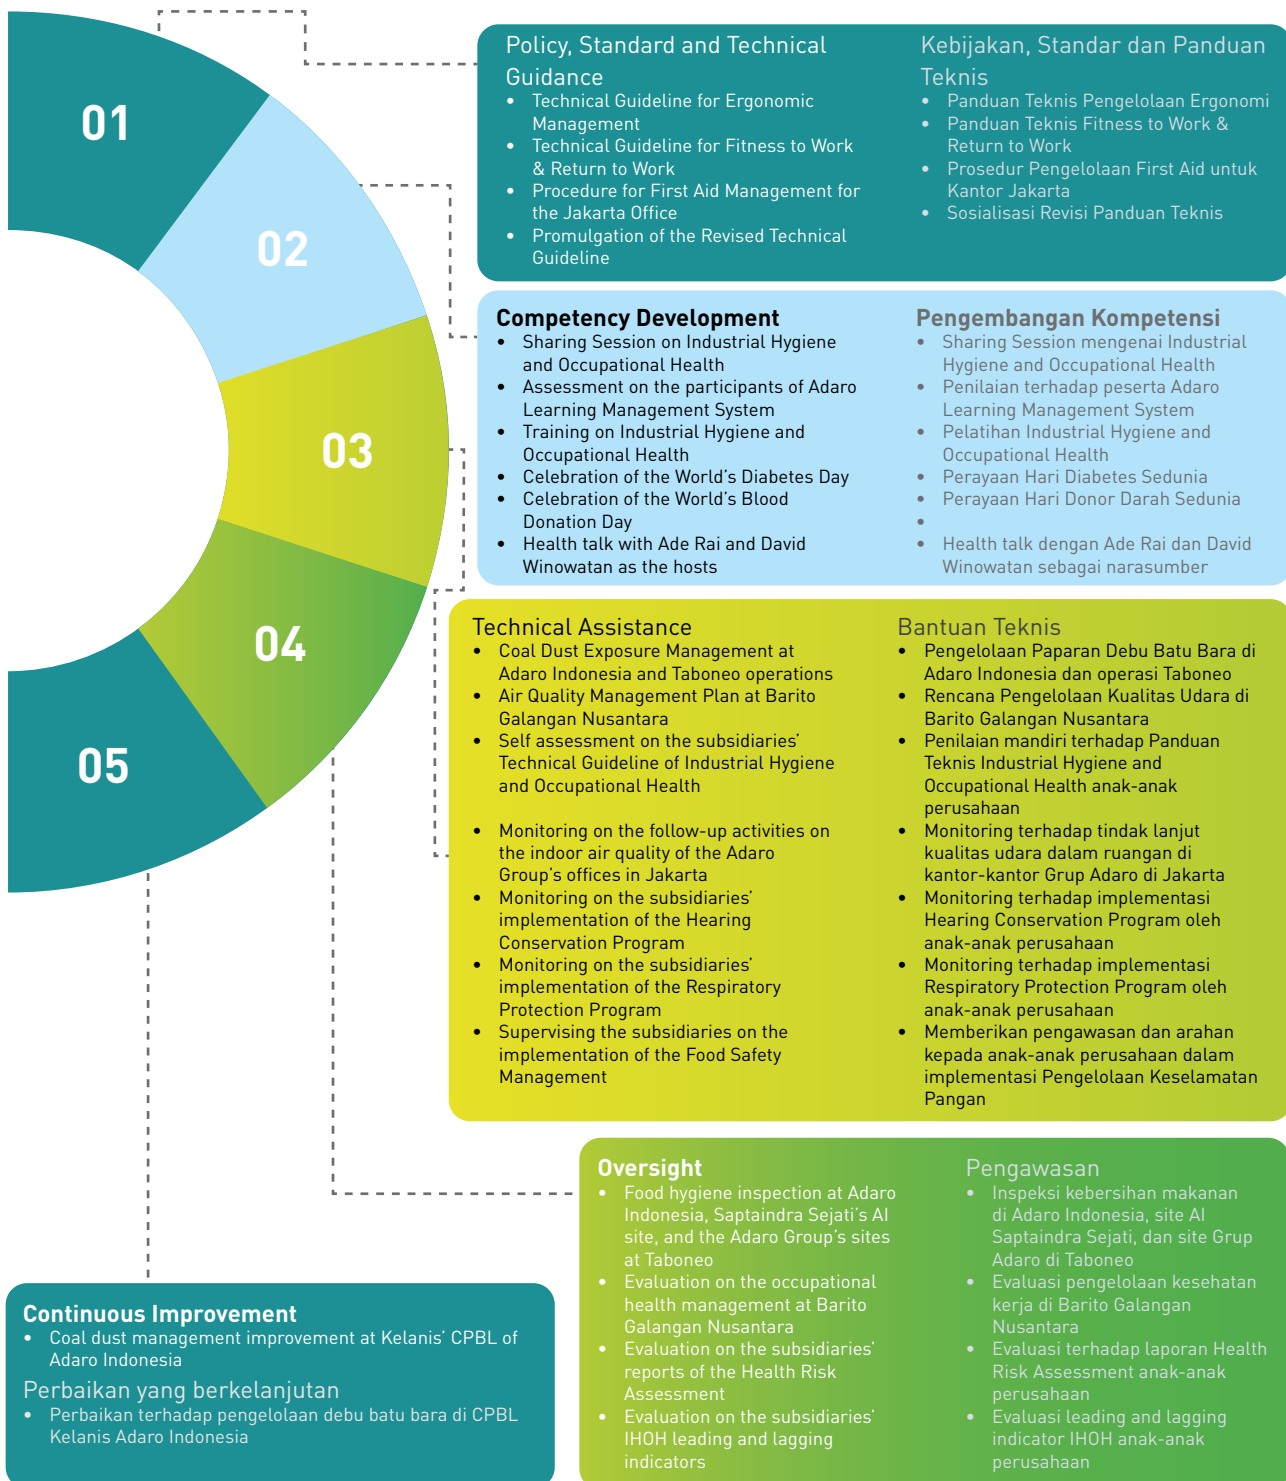 01
02
03
04
05
Policy, Standard and Technical
Guidance
• Technical Guideline for Ergonomic
Management
• Technical Guideline for Fitness to Work
& Return to Work
• Procedure for First Aid Management for
the Jakarta Office
• Promulgation of the Revised Technical
Guideline
Kebijakan, Standar dan Panduan
Teknis
• Panduan Teknis Pengelolaan Ergonomi
• Panduan Teknis Fitness to Work &
Return to Work
• Prosedur Pengelolaan First Aid untuk
Kantor Jakarta
• Sosialisasi Revisi Panduan Teknis
Competency Development
• Sharing Session on Industrial Hygiene
and Occupational Health
• Assessment on the participants of Adaro
Learning Management System
• Training on Industrial Hygiene and
Occupational Health
• Celebration of the World's Diabetes Day
• Celebration of the World's Blood
Donation Day
• Health talk with Ade Rai and David
Winowatan as the hosts
Pengembangan Kompetensi
• Sharing Session mengenai Industrial
Hygiene and Occupational Health
• Penilaian terhadap peserta Adaro
Learning Management System
• Pelatihan Industrial Hygiene and
Occupational Health
• Perayaan Hari Diabetes Sedunia
• Perayaan Hari Donor Darah Sedunia
•
• Health talk dengan Ade Rai dan David
Winowatan sebagai narasumber
Technical Assistance
• Coal Dust Exposure Management at
Adaro Indonesia and Taboneo operations
• Air Quality Management Plan at Barito
Galangan Nusantara
• Self assessment on the subsidiaries'
Technical Guideline of Industrial Hygiene
and Occupational Health
• Monitoring on the follow-up activities on
the indoor air quality of the Adaro
Group's offices in Jakarta
• Monitoring on the subsidiaries'
implementation of the Hearing
Conservation Program
• Monitoring on the subsidiaries'
implementation of the Respiratory
Protection Program
• Supervising the subsidiaries on the
implementation of the Food Safety
Management
Bantuan Teknis
• Pengelolaan Paparan Debu Batu Bara di
Adaro Indonesia dan operasi Taboneo
• Rencana Pengelolaan Kualitas Udara di
Barito Galangan Nusantara
• Penilaian mandiri terhadap Panduan
Teknis Industrial Hygiene and
Occupational Health anak-anak
perusahaan
• Monitoring terhadap tindak lanjut
kualitas udara dalam ruangan di
kantor-kantor Grup Adaro di Jakarta
• Monitoring terhadap implementasi
Hearing Conservation Program oleh
anak-anak perusahaan
• Monitoring terhadap implementasi
Respiratory Protection Program oleh
anak-anak perusahaan
• Memberikan pengawasan dan arahan
kepada anak-anak perusahaan dalam
implementasi Pengelolaan Keselamatan
Pangan
Oversight
• Food hygiene inspection at Adaro
Indonesia, Saptaindra Sejati's AI
site, and the Adaro Group's sites
at Taboneo
• Evaluation on the occupational
health management at Barito
Galangan Nusantara
• Evaluation on the subsidiaries'
reports of the Health Risk
Assessment
• Evaluation on the subsidiaries'
IHOH leading and lagging
indicators
Pengawasan
• Inspeksi kebersihan makanan
di Adaro Indonesia, site AI
Saptaindra Sejati, dan site Grup
Adaro di Taboneo
• Evaluasi pengelolaan kesehatan
kerja di Barito Galangan
Nusantara
• Evaluasi terhadap laporan Health
Risk Assessment anak-anak
perusahaan
• Evaluasi leading and lagging
indicator IHOH anak-anak
perusahaan
Continuous Improvement
• Coal dust management improvement at Kelanis' CPBL of
Adaro Indonesia
Perbaikan yang berkelanjutan
• Perbaikan terhadap pengelolaan debu batu bara di CPBL
Kelanis Adaro Indonesia